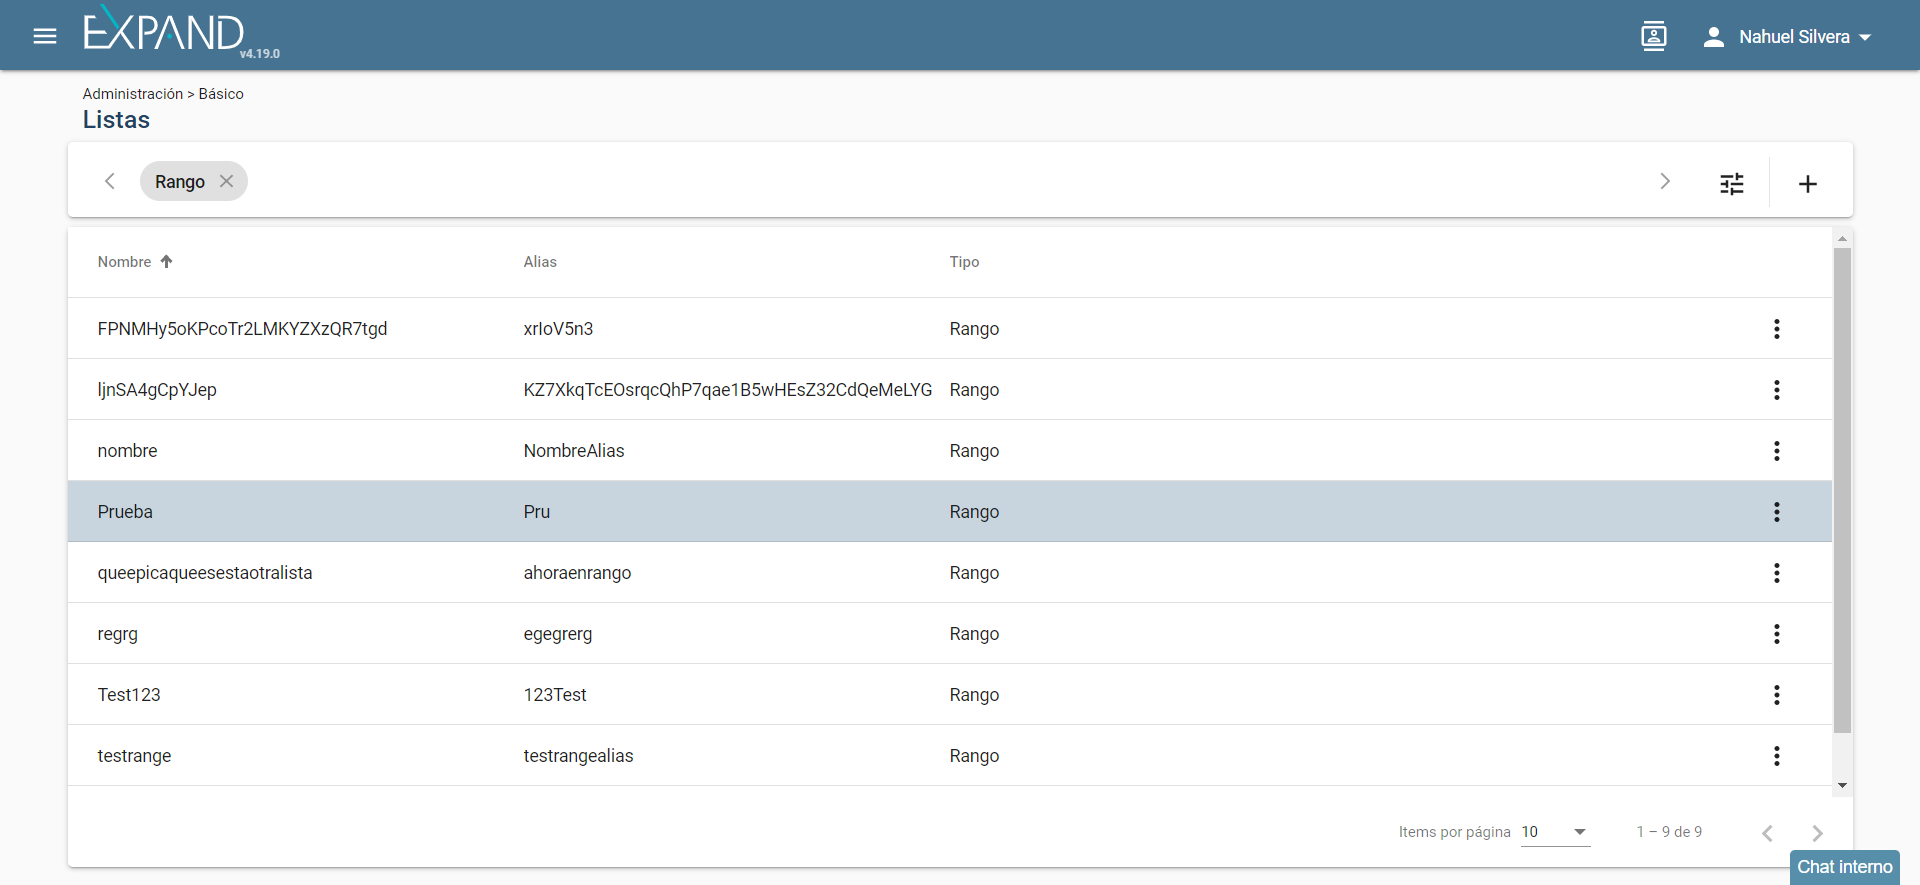 EXPAND
v4.19.0
Nahuel Silvera
Administración > Básico
Listas
Rango
Nombre Alias Tipo
FPNMHy5oKPcoTr2LMKYZXzQR7tgd xrIoV5n3 Rango
ljnSA4gCpYJep KZ7XkqTcEOsrqcQhP7qae1B5wHEsZ32CdQeMeLYG Rango
nombre NombreAlias Rango
Prueba Pru Rango
queepicaqueesestaotralista ahoraenrango Rango
regrg egegrerg Rango
Test123 123Test Rango
testrange testrangealias Rango
Items por página 10 1 – 9 de 9
Chat interno